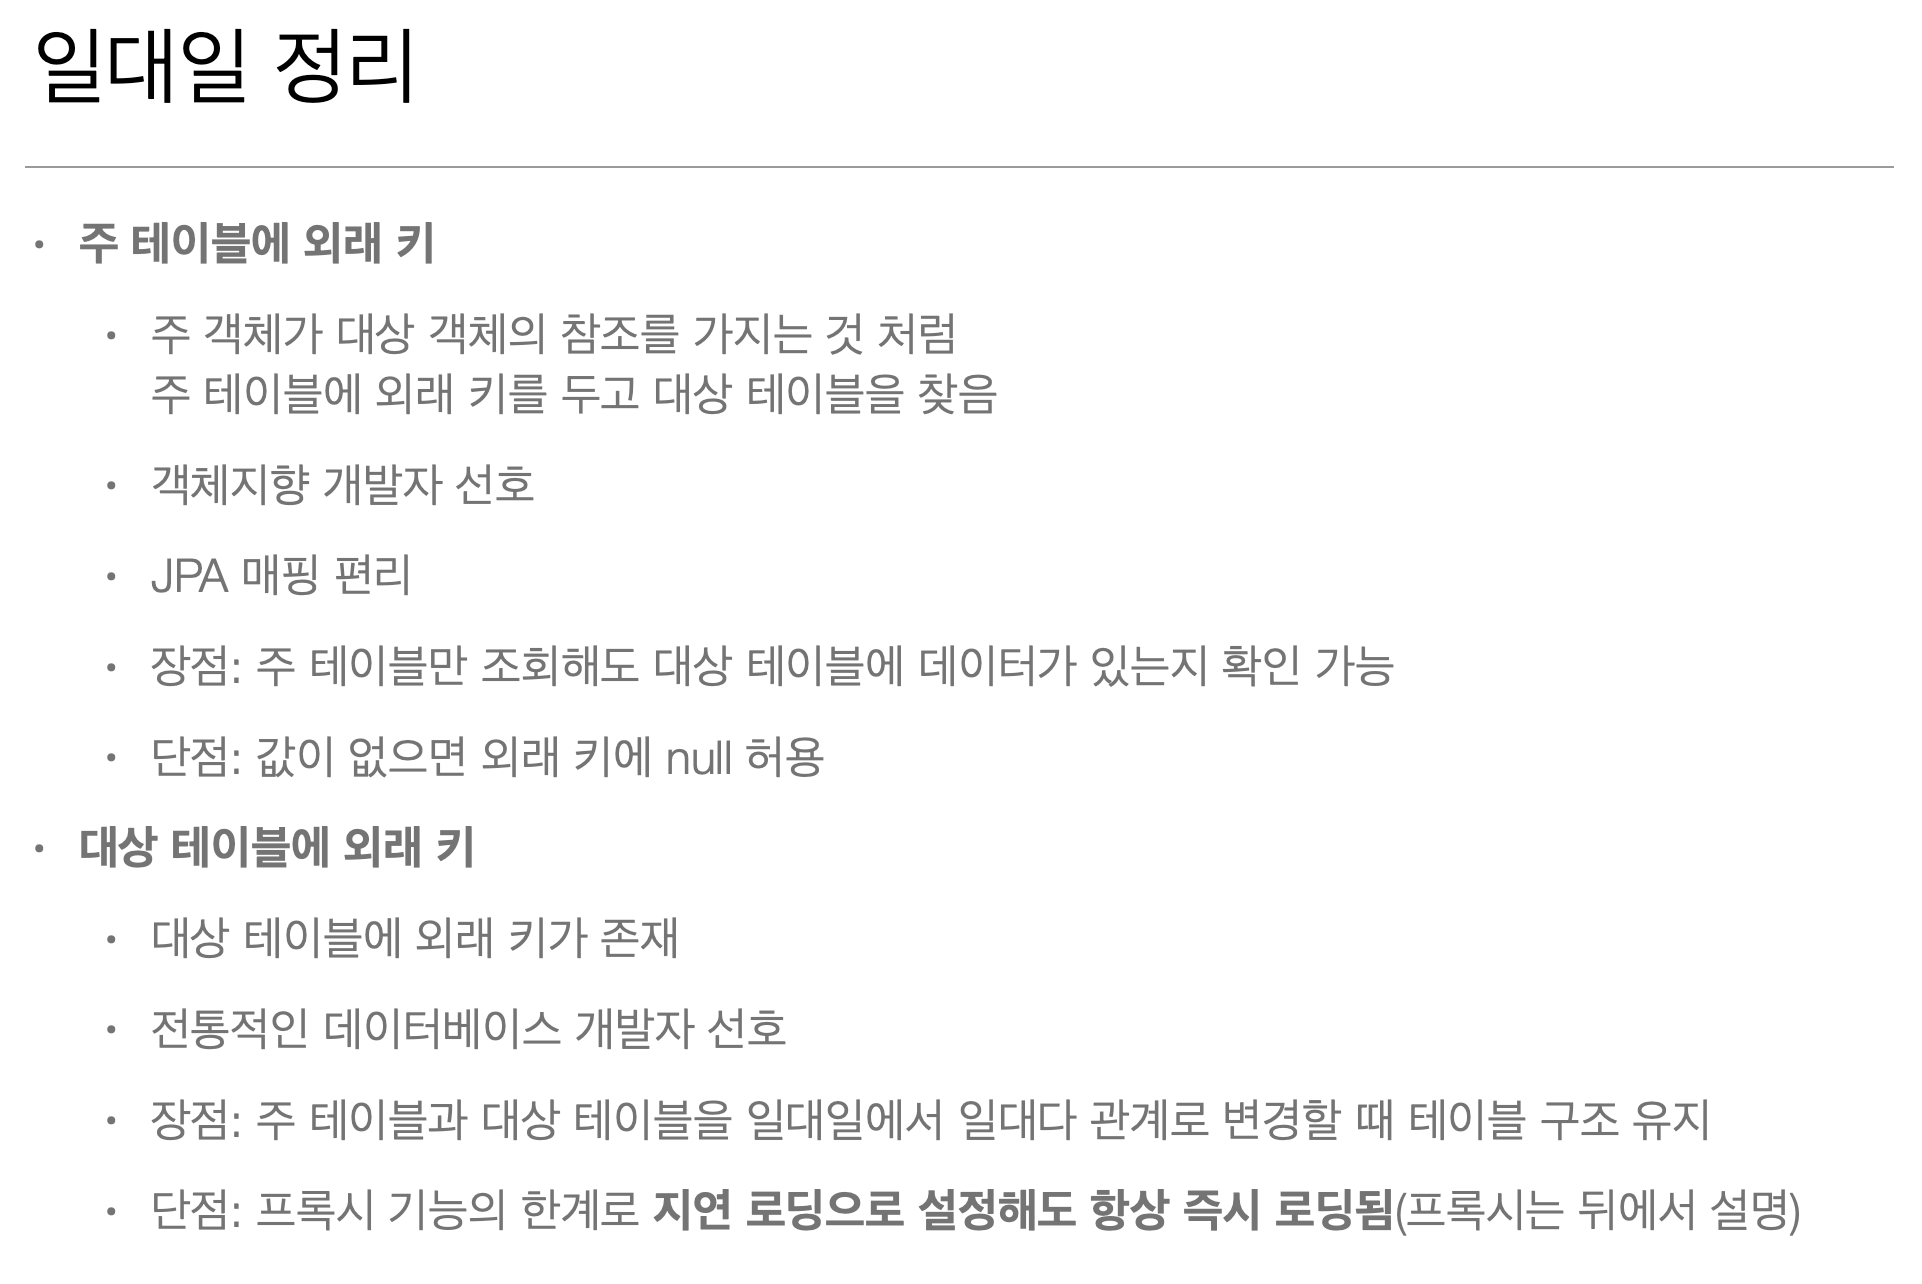 일대일 정리
• 주 테이블에 외래 키
• 주 객체가 대상 객체의 참조를 가지는 것 처럼
주 테이블에 외래 키를 두고 대상 테이블을 찾음
• 객체지향 개발자 선호
• JPA 매핑 편리
• 장점: 주 테이블만 조회해도 대상 테이블에 데이터가 있는지 확인 가능
• 단점: 값이 없으면 외래 키에 null 허용
• 대상 테이블에 외래 키
• 대상 테이블에 외래 키가 존재
• 전통적인 데이터베이스 개발자 선호
• 장점: 주 테이블과 대상 테이블을 일대일에서 일대다 관계로 변경할 때 테이블 구조 유지
• 단점: 프록시 기능의 한계로 지연 로딩으로 설정해도 항상 즉시 로딩됨(프록시는 뒤에서 설명)